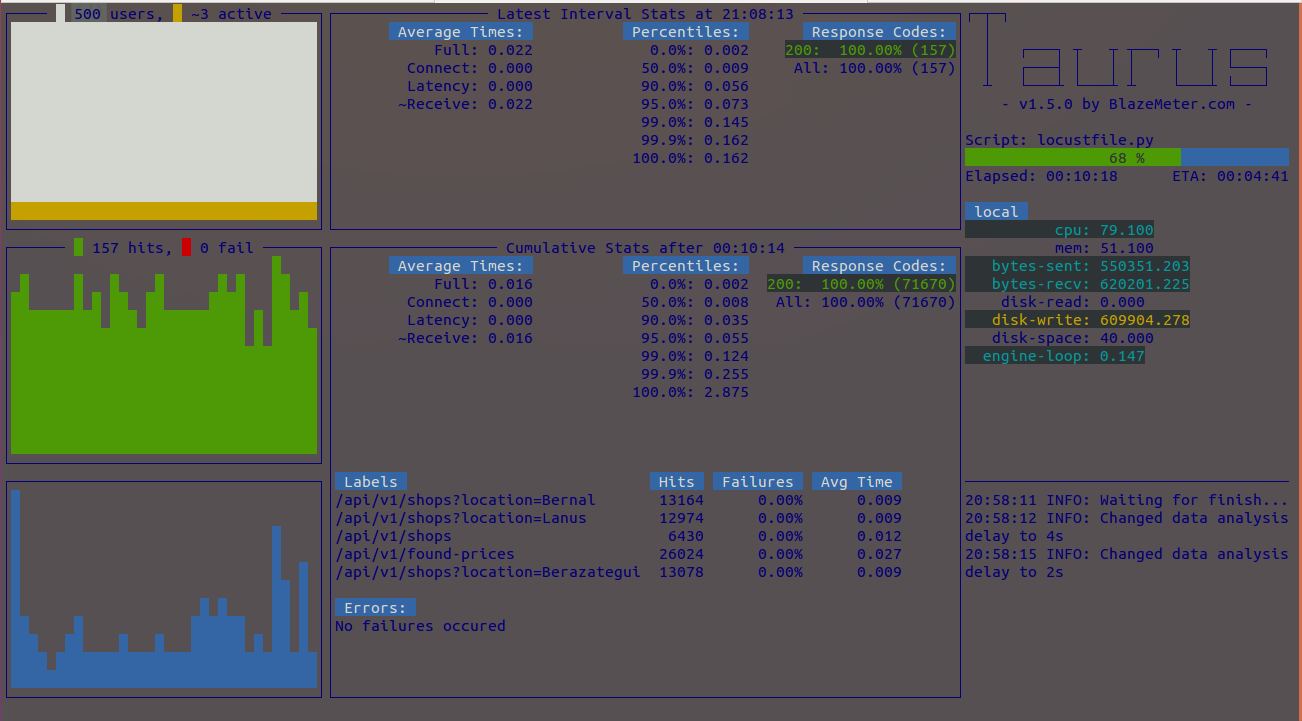 500 users, ~3 active
157 hits, 0 fail
Latest Interval Stats at 21:08:13
Average Times: Percentiles: Response Codes:
Full: 0.022 0.0%: 0.002 200: 100.00% (157)
Connect: 0.000 50.0%: 0.009 All: 100.00% (157)
Latency: 0.000 90.0%: 0.056
~Receive: 0.022 95.0%: 0.073
99.0%: 0.145
99.9%: 0.162
100.0%: 0.162
Cumulative Stats after 00:10:14
Average Times: Percentiles: Response Codes:
Full: 0.016 0.0%: 0.002 200: 100.00% (71670)
Connect: 0.000 50.0%: 0.008 All: 100.00% (71670)
Latency: 0.000 90.0%: 0.035
~Receive: 0.016 95.0%: 0.055
99.0%: 0.124
99.9%: 0.255
100.0%: 2.875
Labels Hits Failures Avg Time
/api/v1/shops?location=Bernal 13164 0.00% 0.009
/api/v1/shops?location=Lanus 12974 0.00% 0.009
/api/v1/shops 6430 0.00% 0.012
/api/v1/found-prices 26024 0.00% 0.027
/api/v1/shops?location=Berazategui 13078 0.00% 0.009
Errors:
No failures occured
Taurus
- v1.5.0 by BlazeMeter.com -
Script: locustfile.py
68 %
Elapsed: 00:10:18 ETA: 00:04:41
local
cpu: 79.100
mem: 51.100
bytes-sent: 550351.203
bytes-recv: 620201.225
disk-read: 0.000
disk-write: 609904.278
disk-space: 40.000
engine-loop: 0.147
20:58:11 INFO: Waiting for finish...
20:58:12 INFO: Changed data analysis
delay to 4s
20:58:15 INFO: Changed data analysis
delay to 2s